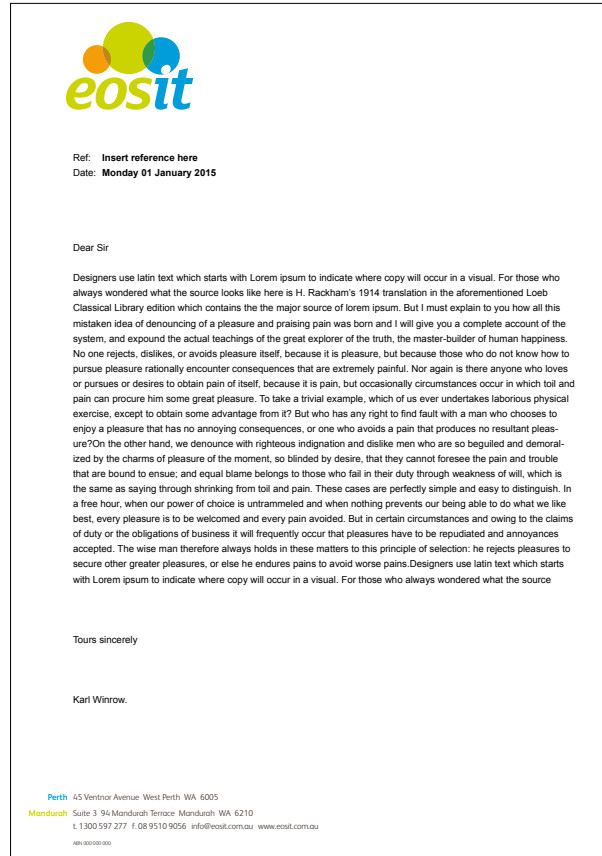 eosit
Ref: Insert reference here
Date: Monday 01 January 2015
Dear Sir
Designers use latin text which starts with Lorem ipsum to indicate where copy will occur in a visual. For those who
always wondered what the source looks like here is H. Rackham's 1914 translation in the aforementioned Loeb
Classical Library edition which contains the the major source of lorem ipsum. But I must explain to you how all this
mistaken idea of denouncing of a pleasure and praising pain was born and I will give you a complete account of the
system, and expound the actual teachings of the great explorer of the truth, the master-builder of human happiness.
No one rejects, dislikes, or avoids pleasure itself, because it is pleasure, but because those who do not know how to
pursue pleasure rationally encounter consequences that are extremely painful. Nor again is there anyone who loves
or pursues or desires to obtain pain of itself, because it is pain, but occasionally circumstances occur in which toil and
pain can procure him some great pleasure. To take a trivial example, which of us ever undertakes laborious physical
exercise, except to obtain some advantage from it? But who has any right to find fault with a man who chooses to
enjoy a pleasure that has no annoying consequences, or one who avoids a pain that produces no resultant pleas-
ure?On the other hand, we denounce with righteous indignation and dislike men who are so beguiled and demoral-
ized by the charms of pleasure of the moment, so blinded by desire, that they cannot foresee the pain and trouble
that are bound to ensue; and equal blame belongs to those who fail in their duty through weakness of will, which is
the same as saying through shrinking from toil and pain. These cases are perfectly simple and easy to distinguish. In
a free hour, when our power of choice is untrammeled and when nothing prevents our being able to do what we like
best, every pleasure is to be welcomed and every pain avoided. But in certain circumstances and owing to the claims
of duty or the obligations of business it will frequently occur that pleasures have to be repudiated and annoyances
accepted. The wise man therefore always holds in these matters to this principle of selection: he rejects pleasures to
secure other greater pleasures, or else he endures pains to avoid worse pains.Designers use latin text which starts
with Lorem ipsum to indicate where copy will occur in a visual. For those who always wondered what the source
Tours sincerely
Karl Winrow.
Perth 45 Ventnor Avenue West Perth WA 6005
Mandurah Suite 3 94 Mandurah Terrace Mandurah WA 6210
t. 1300 597 277 f. 08 9510 9056 info@eosit.com.au www.eosit.com.au
ABN 000 000 000